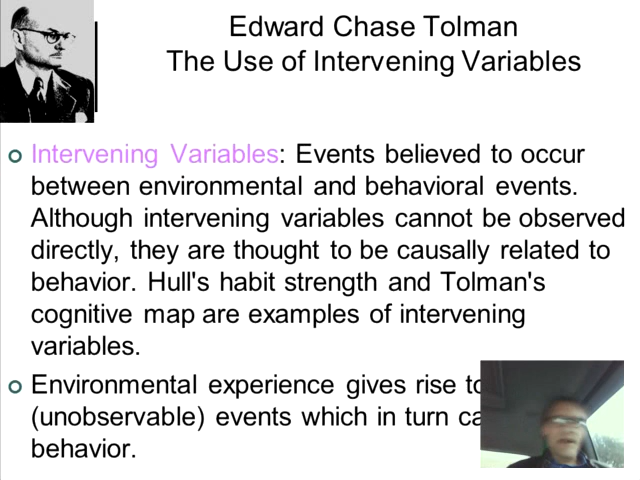 Edward Chase Tolman
The Use of Intervening Variables
Intervening Variables: Events believed to occur
between environmental and behavioral events.
Although intervening variables cannot be observed
directly, they are thought to be causally related to
behavior. Hull's habit strength and Tolman's
cognitive map are examples of intervening
variables.
Environmental experience gives rise
(unobservable) events which in turn
behavior.